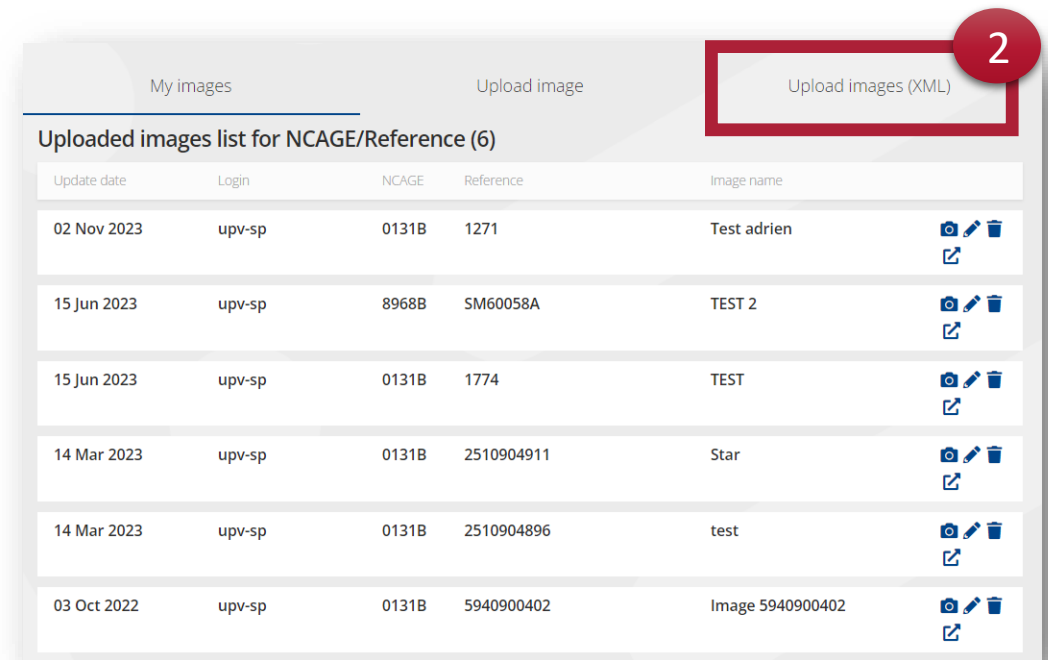 2
My images Upload image Upload images (XML)
Uploaded images list for NCAGE/Reference (6)
Update date Login NCAGE Reference Image name
02 Nov 2023 upv-sp 0131B 1271 Test adrien
15 Jun 2023 upv-sp 8968B SM60058A TEST 2
15 Jun 2023 upv-sp 0131B 1774 TEST
14 Mar 2023 upv-sp 0131B 2510904911 Star
14 Mar 2023 upv-sp 0131B 2510904896 test
03 Oct 2022 upv-sp 0131B 5940900402 Image 5940900402